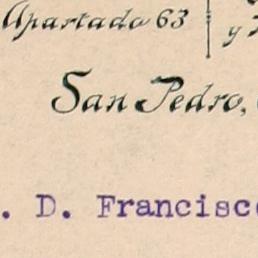 Apartado 63
y
San Pedro,
. D. Francisc